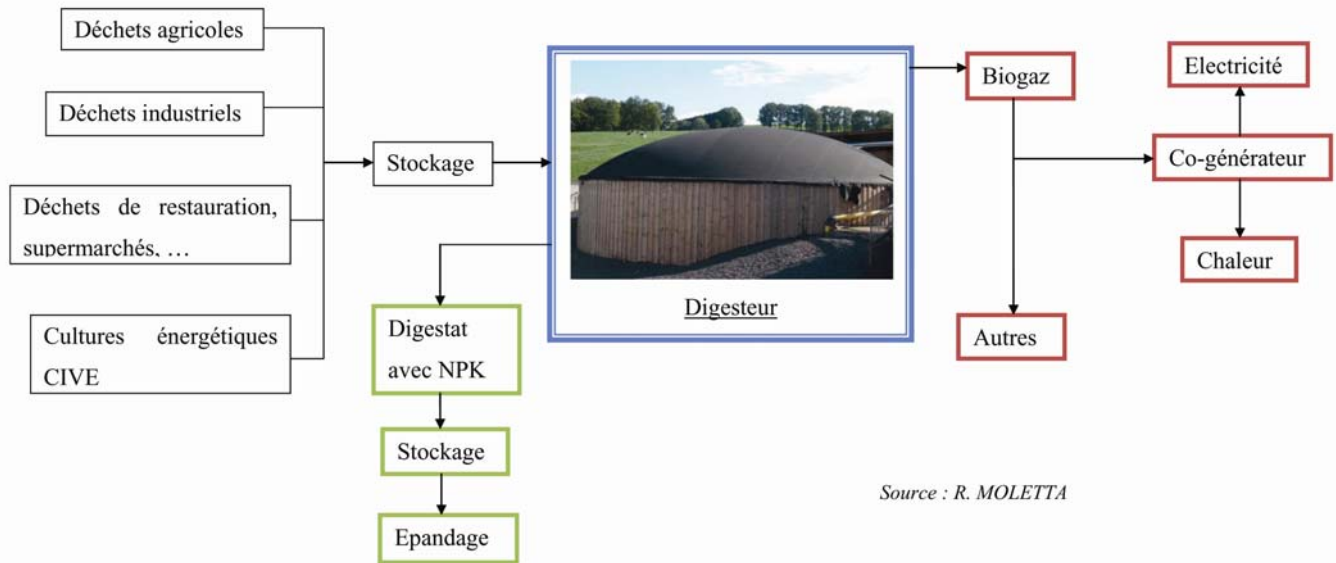 Déchets agricoles
Déchets industriels
Déchets de restauration,
supermarchés, …
Cultures énergétiques
CIVE
Stockage
Digesteur
Digestat
avec NPK
Stockage
Epandage
Biogaz
Autres
Electricité
Co-générateur
Chaleur
Source : R. MOLETTA